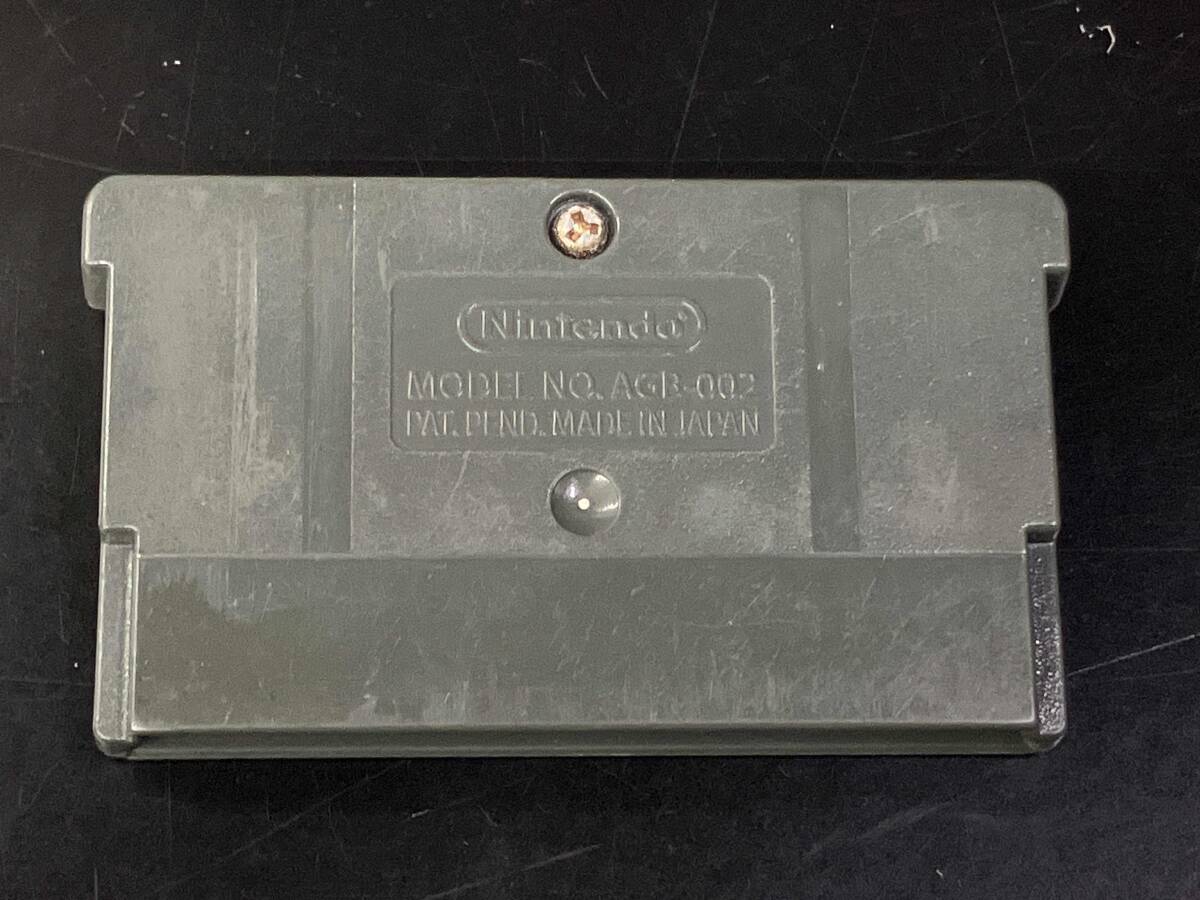 Nintendo®
MODEL NO. AGB-002
PAT. PEND. MADE IN JAPAN